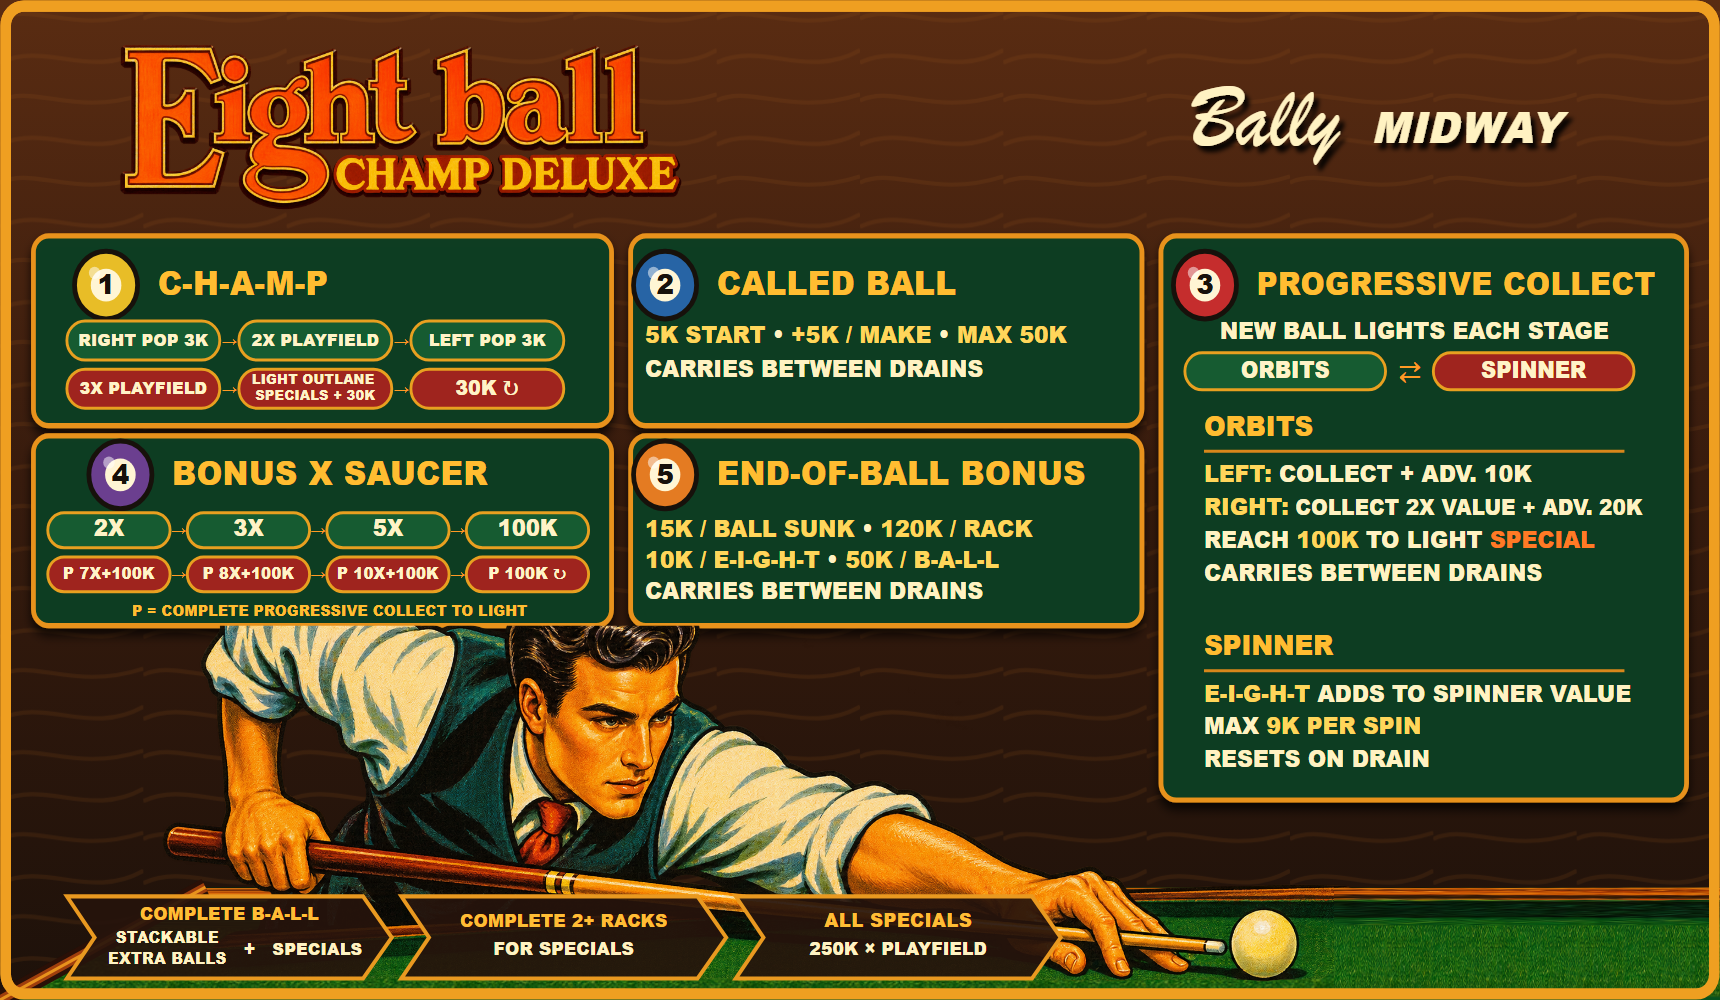 Eight ball
CHAMP DELUXE
Bally MIDWAY
1 C-H-A-M-P
RIGHT POP 3K → 2X PLAYFIELD → LEFT POP 3K
3X PLAYFIELD → LIGHT OUTLANE SPECIALS + 30K → 30K ↻
2 CALLED BALL
5K START • +5K / MAKE • MAX 50K
CARRIES BETWEEN DRAINS
3 PROGRESSIVE COLLECT
NEW BALL LIGHTS EACH STAGE
ORBITS ⇄ SPINNER
ORBITS
LEFT: COLLECT + ADV. 10K
RIGHT: COLLECT 2X VALUE + ADV. 20K
REACH 100K TO LIGHT SPECIAL
CARRIES BETWEEN DRAINS
SPINNER
E-I-G-H-T ADDS TO SPINNER VALUE
MAX 9K PER SPIN
RESETS ON DRAIN
4 BONUS X SAUCER
2X → 3X → 5X → 100K
P 7X+100K → P 8X+100K → P 10X+100K → P 100K ↻
P = COMPLETE PROGRESSIVE COLLECT TO LIGHT
5 END-OF-BALL BONUS
15K / BALL SUNK • 120K / RACK
10K / E-I-G-H-T • 50K / B-A-L-L
CARRIES BETWEEN DRAINS
COMPLETE B-A-L-L
STACKABLE
EXTRA BALLS + SPECIALS
COMPLETE 2+ RACKS
FOR SPECIALS
ALL SPECIALS
250K × PLAYFIELD